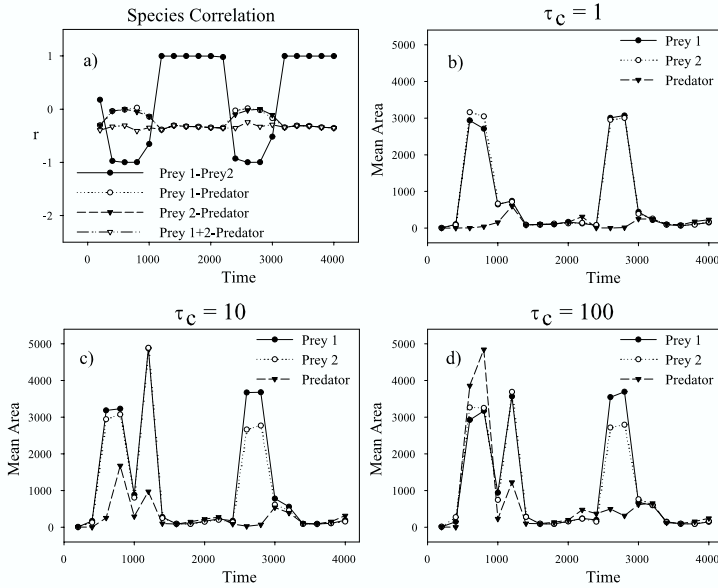 Species Correlation
a)
1
0
r
-1
-2
Prey 1-Prey2
Prey 1-Predator
Prey 2-Predator
Prey 1+2-Predator
0
1000
2000
3000
4000
Time
τc = 1
b)
Prey 1
Prey 2
Predator
5000
4000
3000
2000
1000
0
Mean Area
0
1000
2000
3000
4000
Time
τc = 10
c)
Prey 1
Prey 2
Predator
5000
4000
3000
2000
1000
0
Mean Area
0
1000
2000
3000
4000
Time
τc = 100
d)
Prey 1
Prey 2
Predator
5000
4000
3000
2000
1000
0
Mean Area
0
1000
2000
3000
4000
Time